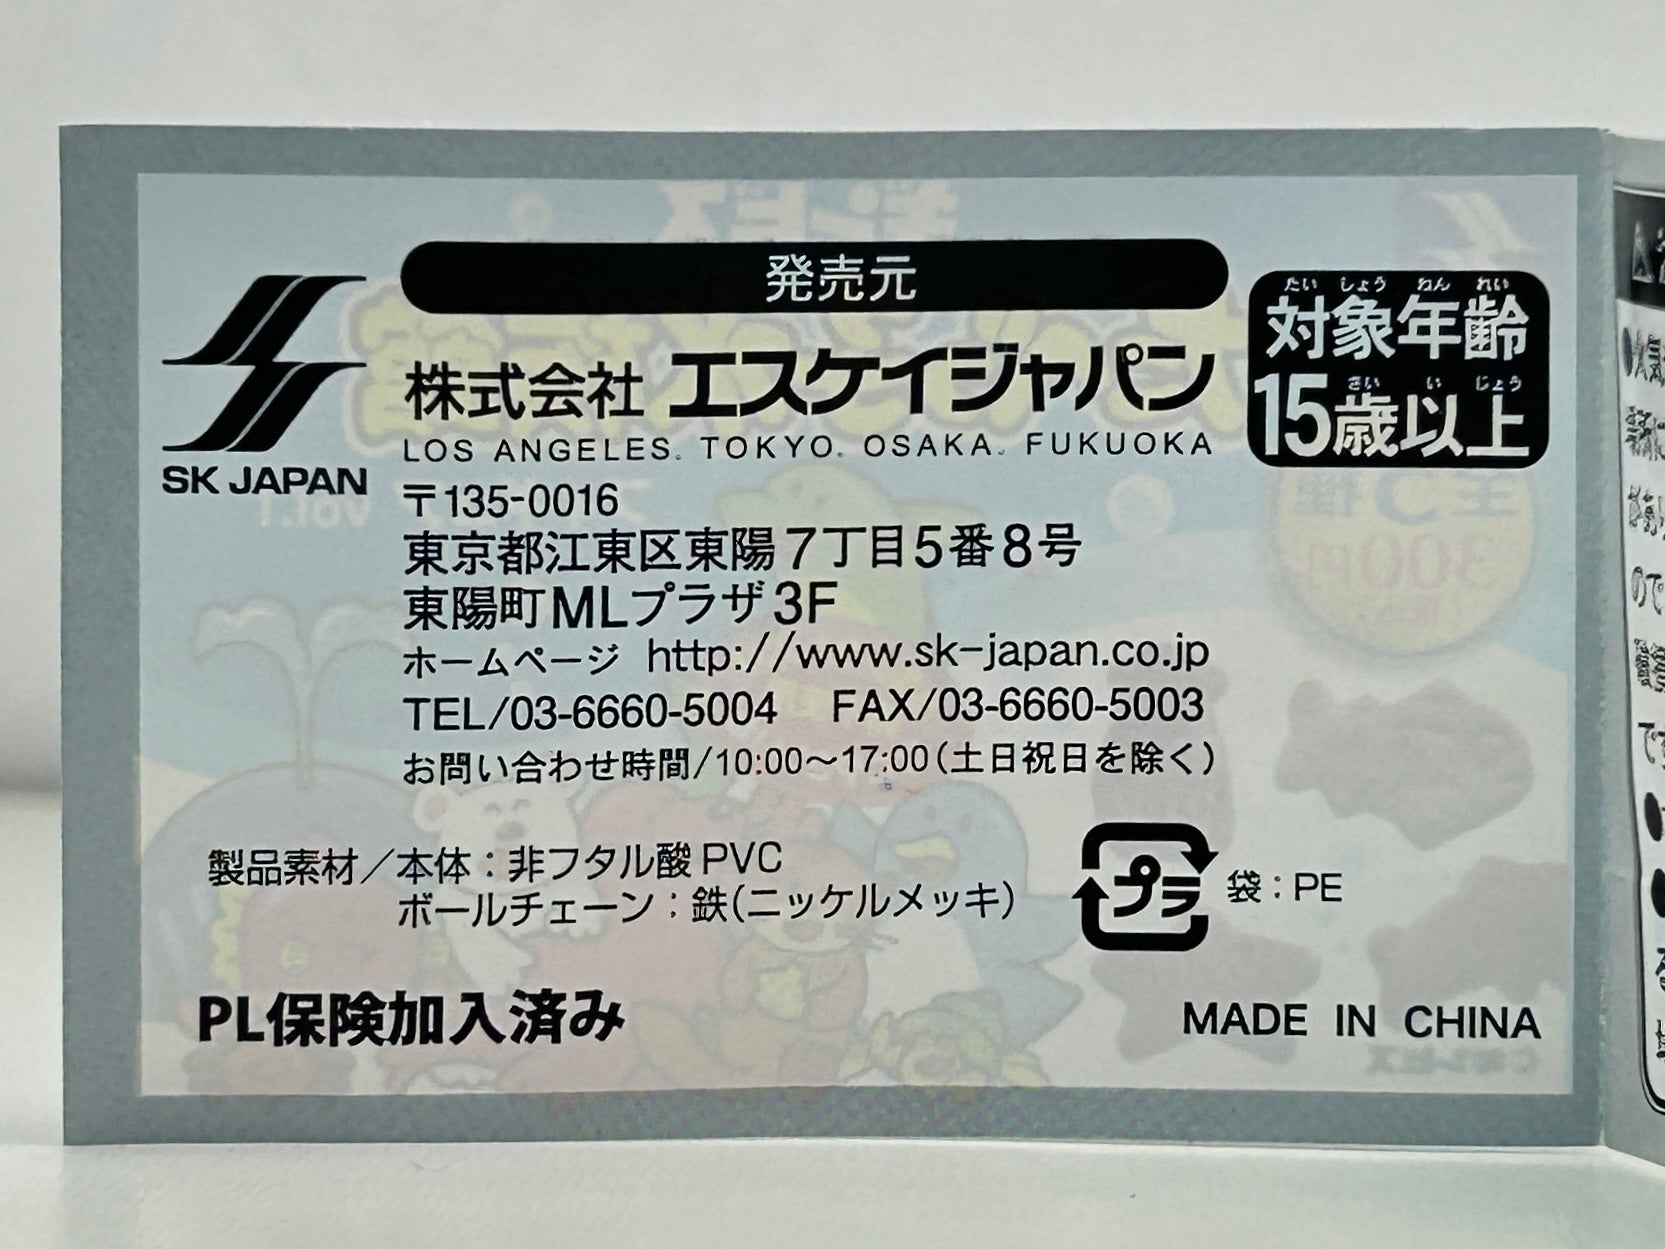 発売元
SK JAPAN
株式会社 エスケイジャパン
LOS ANGELES. TOKYO. OSAKA. FUKUOKA
たいしょうねんれい
対象年齢
さいいじょう
15歳以上
〒135-0016
東京都江東区東陽7丁目5番8号
東陽町MLプラザ3F
ホームページ http://www.sk-japan.co.jp
TEL/03-6660-5004 FAX/03-6660-5003
お問い合わせ時間/10:00～17:00(土日祝日を除く)
製品素材/本体:非フタル酸PVC
ボールチェーン:鉄(ニッケルメッキ)
プラ 袋:PE
PL保険加入済み
MADE IN CHINA